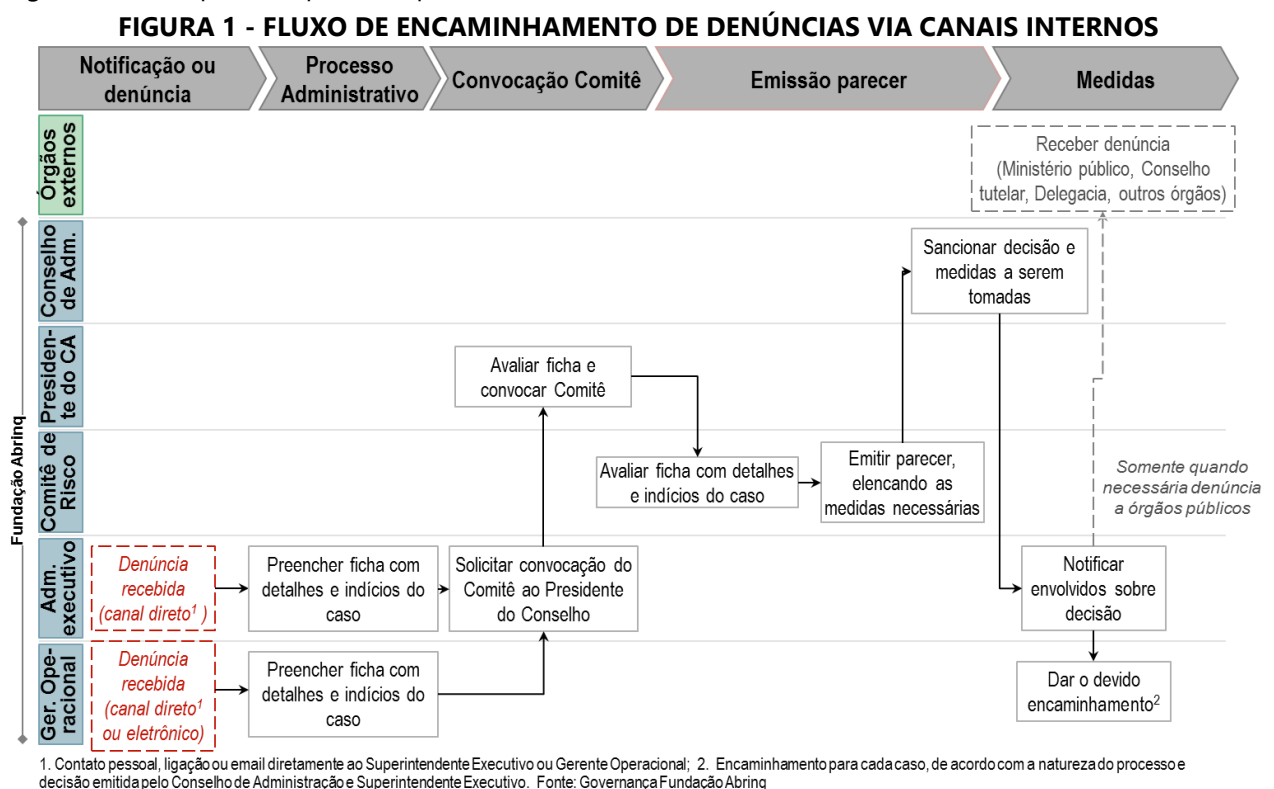 FIGURA 1 - FLUXO DE ENCAMINHAMENTO DE DENÚNCIAS VIA CANAIS INTERNOS
Notificação ou
denúncia
Processo
Administrativo
Convocação Comitê
Emissão parecer
Medidas
Órgãos
externos
Receber denúncia
(Ministério público, Conselho
tutelar, Delegacia, outros órgãos)
Fundação Abrinq
Conselho
de Adm.
Sancionar decisão e
medidas a serem
tomadas
Presiden-
te do CA
Avaliar ficha e
convocar Comitê
Comitê de
Risco
Avaliar ficha com detalhes
e indícios do caso
Emitir parecer,
elencando as
medidas necessárias
Somente quando
necessária denúncia
a órgãos públicos
Adm.
executivo
Denúncia
recebida
(canal direto¹ )
Preencher ficha com
detalhes e indícios do
caso
Solicitar convocação do
Comitê ao Presidente
do Conselho
Notificar
envolvidos sobre
decisão
Ger. Ope-
racional
Denúncia
recebida
(canal direto¹
ou eletrônico)
Preencher ficha com
detalhes e indícios do
caso
Dar o devido
encaminhamento²
1. Contato pessoal, ligação ou email diretamente ao Superintendente Executivo ou Gerente Operacional; 2. Encaminhamento para cada caso, de acordo com a natureza do processo e
decisão emitida pelo Conselho de Administração e Superintendente Executivo. Fonte: Governança Fundação Abrinq